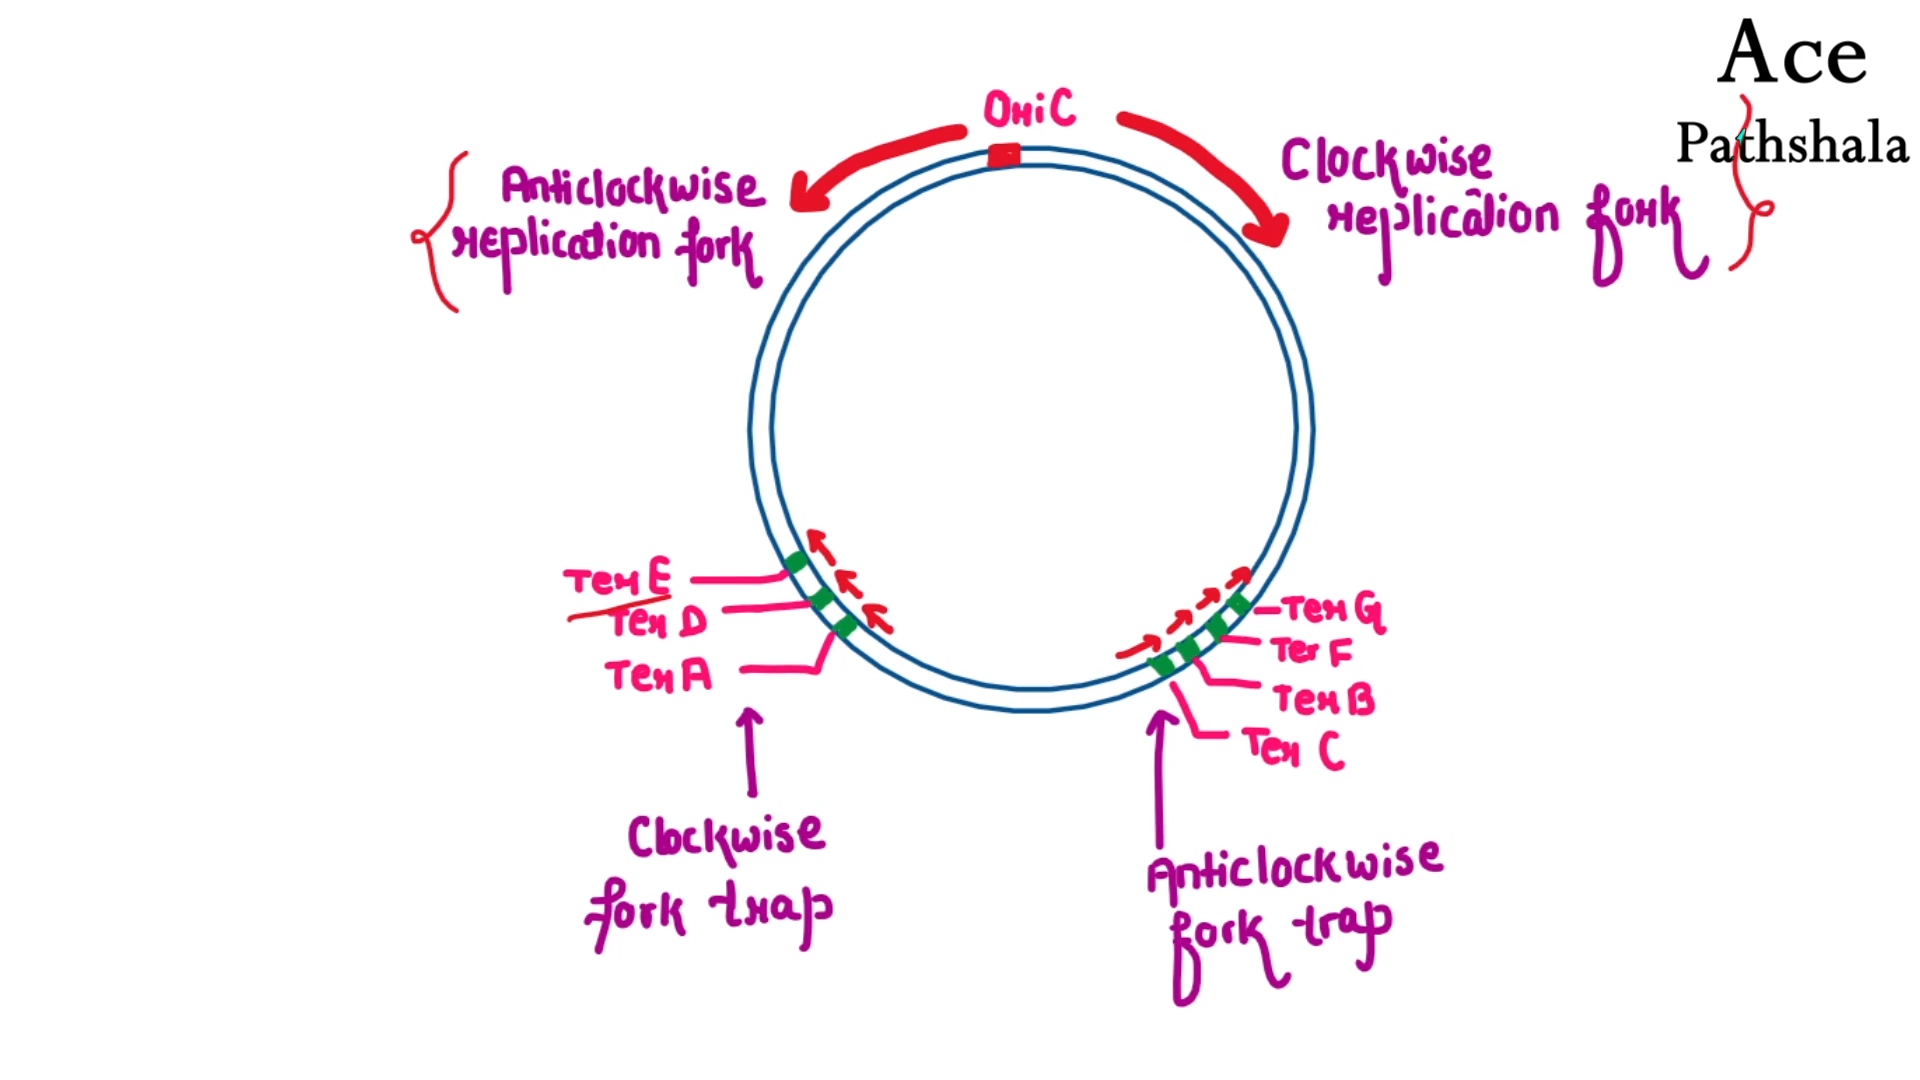 Ace
Pathshala
OriC
Anticlockwise
replication fork
Clockwise
replication fork
Ter E
Ter D
Ter A
Ter G
Ter F
Ter B
Ter C
Clockwise
fork trap
Anticlockwise
fork trap